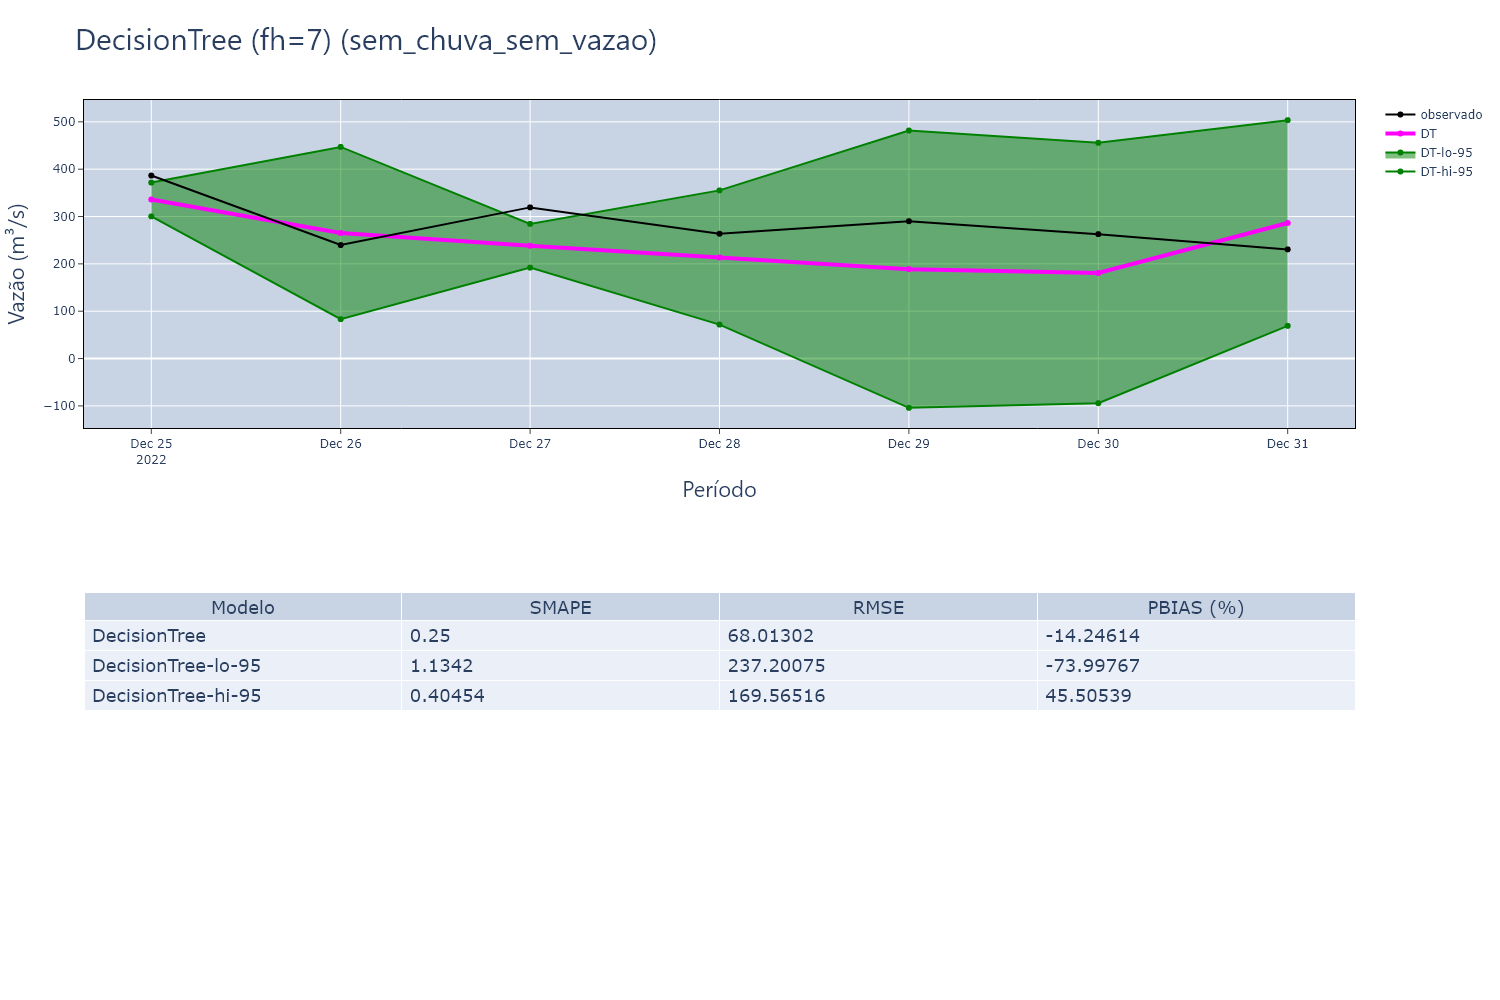 DecisionTree (fh=7) (sem_chuva_sem_vazao)
Vazão (m³/s)
500
400
300
200
100
0
−100
Dec 25
2022
Dec 26
Dec 27
Dec 28
Dec 29
Dec 30
Dec 31
Período
observado
DT
DT-lo-95
DT-hi-95
Modelo SMAPE RMSE PBIAS (%)
DecisionTree 0.25 68.01302 -14.24614
DecisionTree-lo-95 1.1342 237.20075 -73.99767
DecisionTree-hi-95 0.40454 169.56516 45.50539